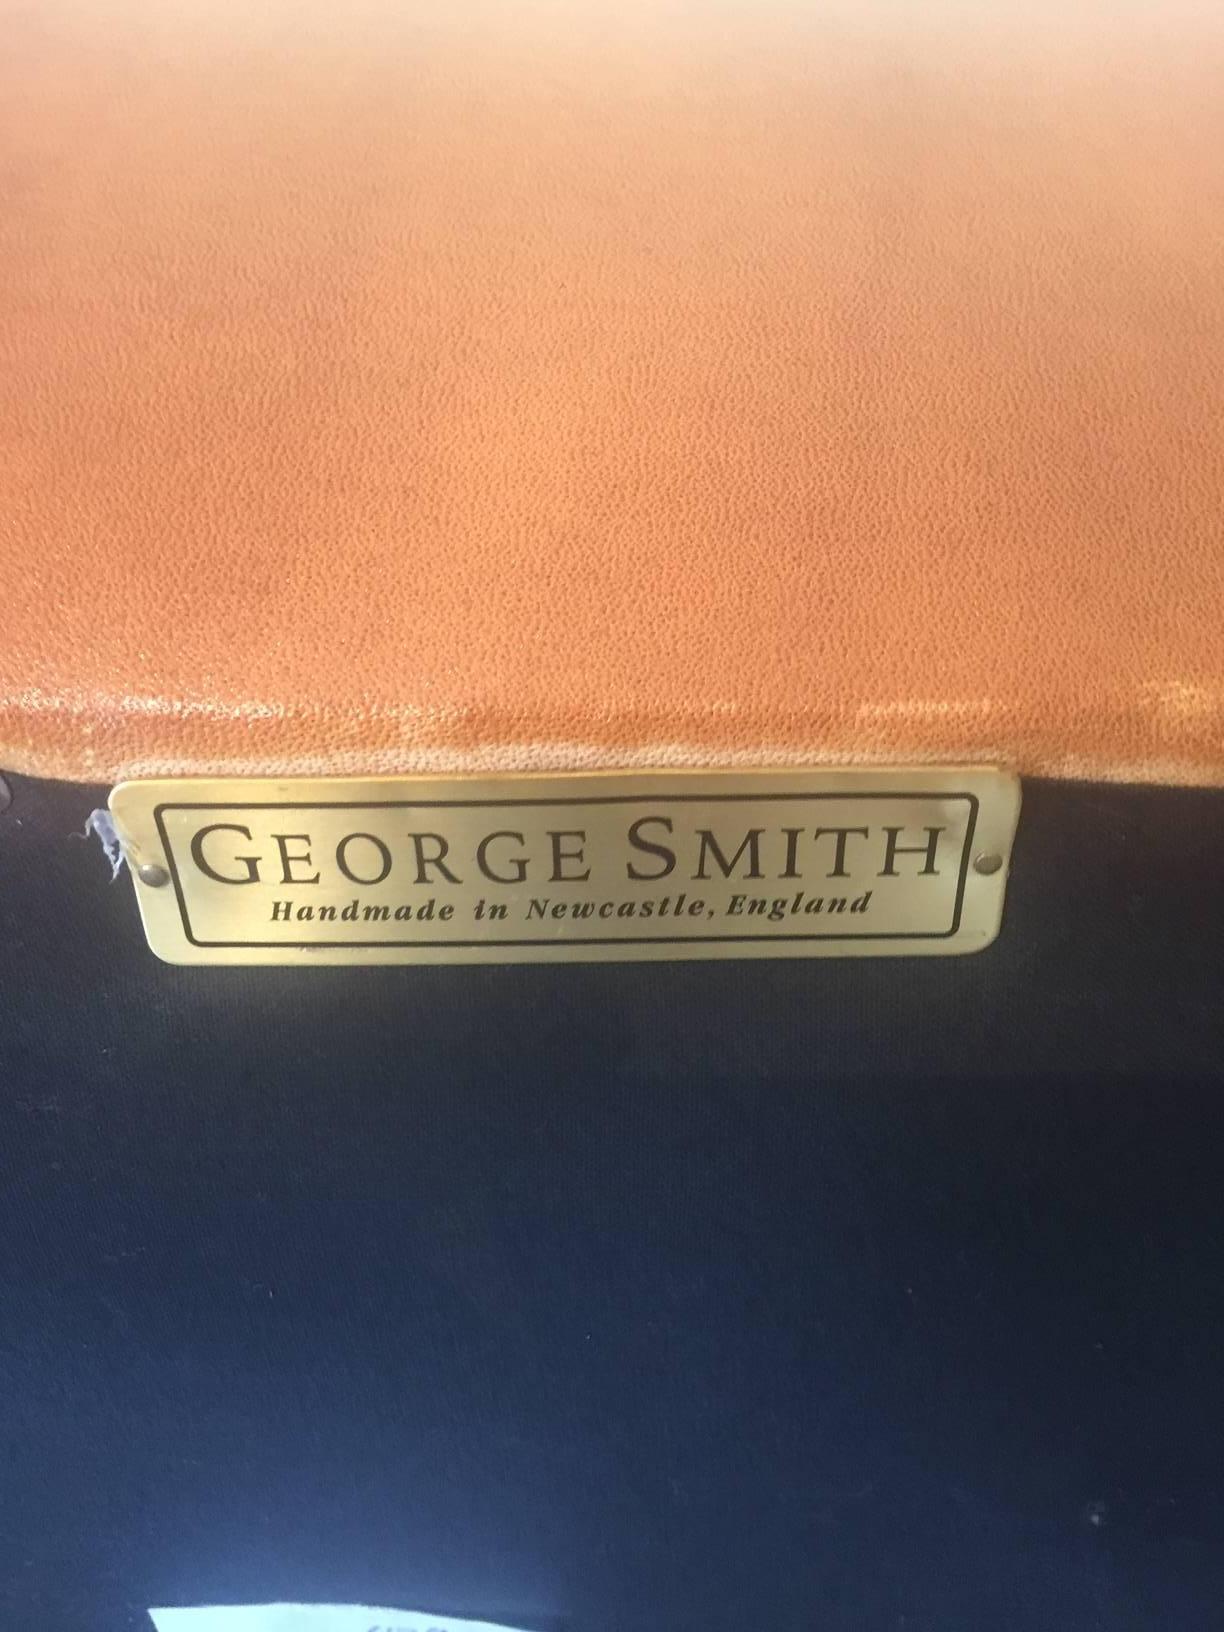 GEORGE SMITH
Handmade in Newcastle, England